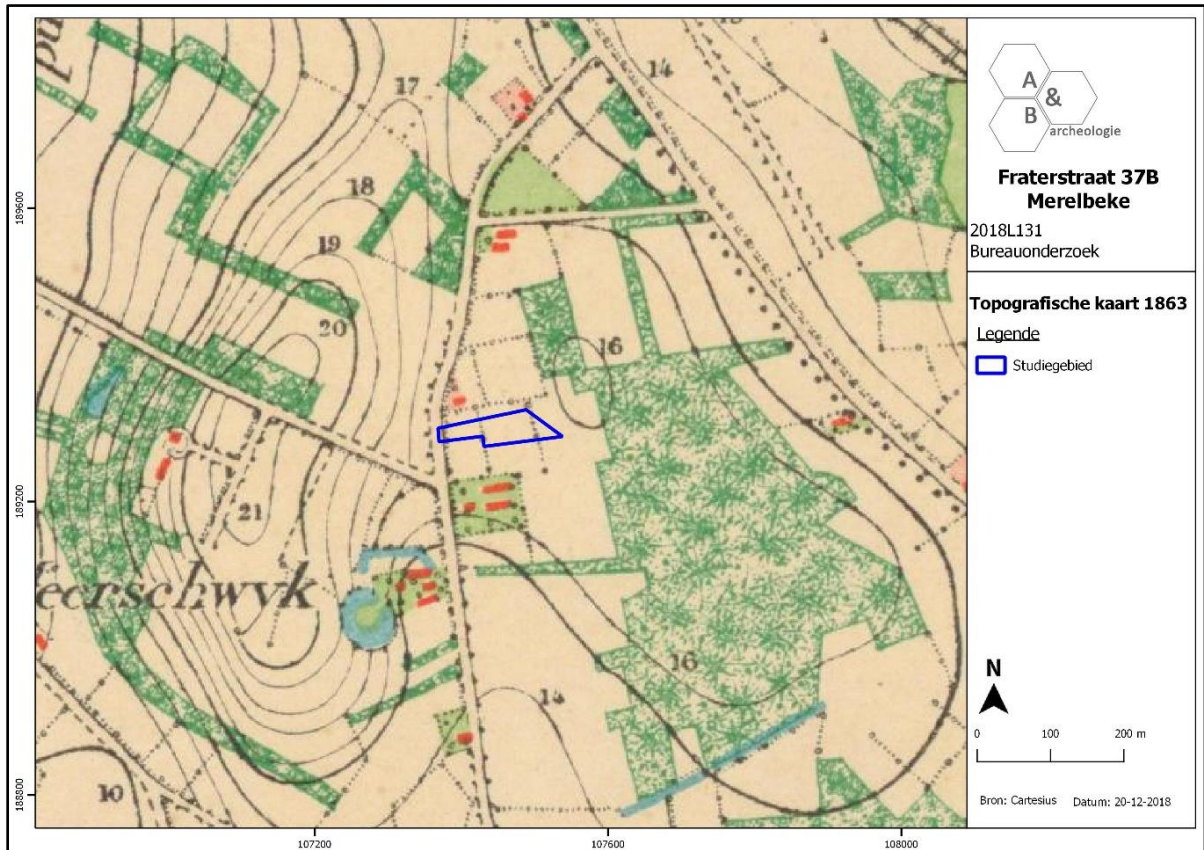 A
&
B
archeologie
Fraterstraat 37B
Merelbeke
2018L131
Bureauonderzoek
Topografische kaart 1863
Legende
Studiegebied
N
0 100 200 m
Bron: Cartesius Datum: 20-12-2018
189600
189200
188800
107200
107600
108000
17
14
18
19
20
16
21
eerschwyk
16
14
10